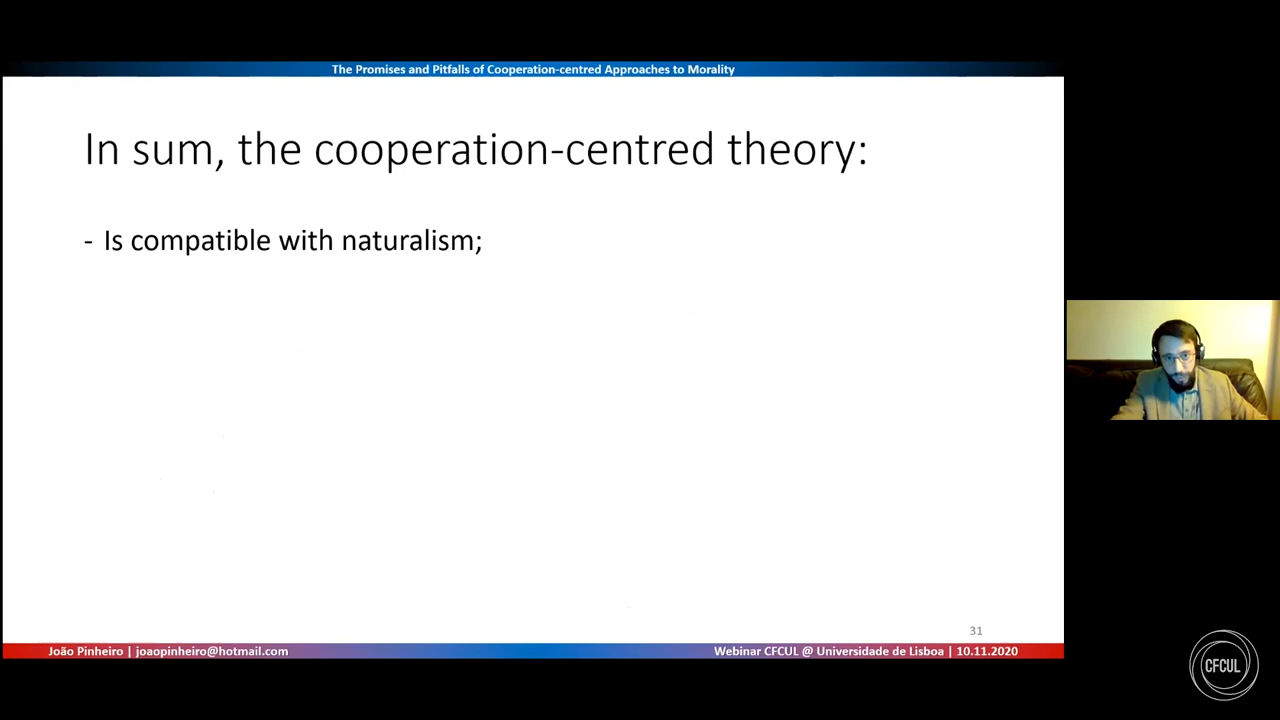 The Promises and Pitfalls of Cooperation-centred Approaches to Morality
In sum, the cooperation-centred theory:
- Is compatible with naturalism;
31
João Pinheiro | joaopinheiro@hotmail.com
Webinar CFCUL @ Universidade de Lisboa | 10.11.2020
CFCUL